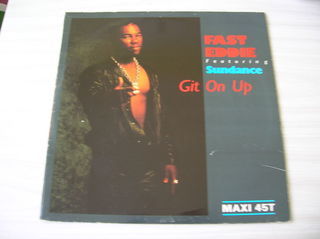 FAST
EDDIE
Featuring
Sundance
Git On Up
MAXI 45T